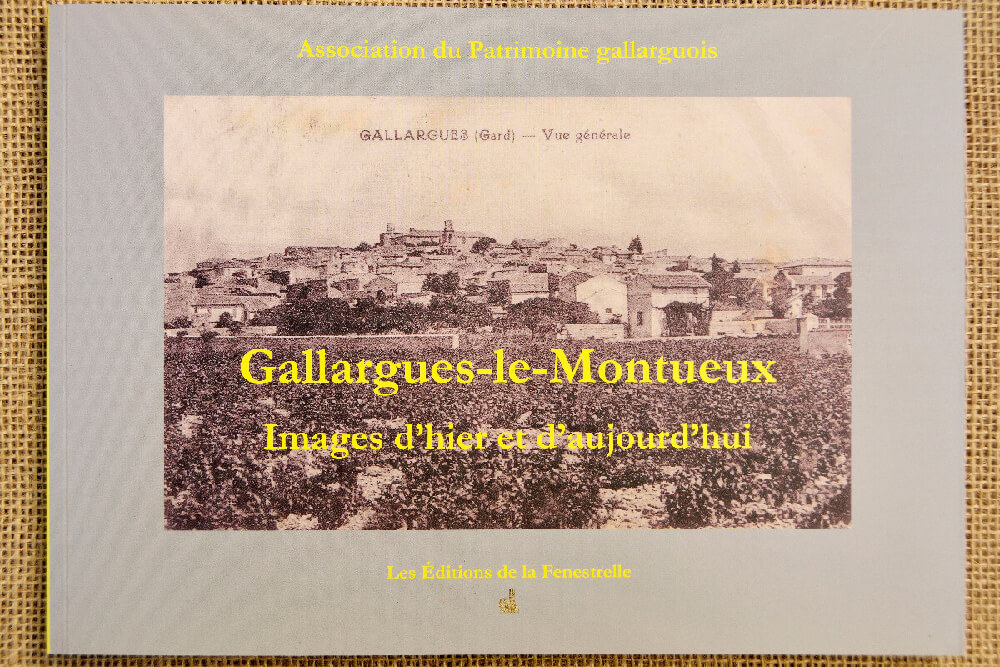 Association du Patrimoine gallarguois
GALLARGUES (Gard) — Vue générale
Gallargues-le-Montueux
Images d'hier et d'aujourd'hui
Les Éditions de la Fenestrelle